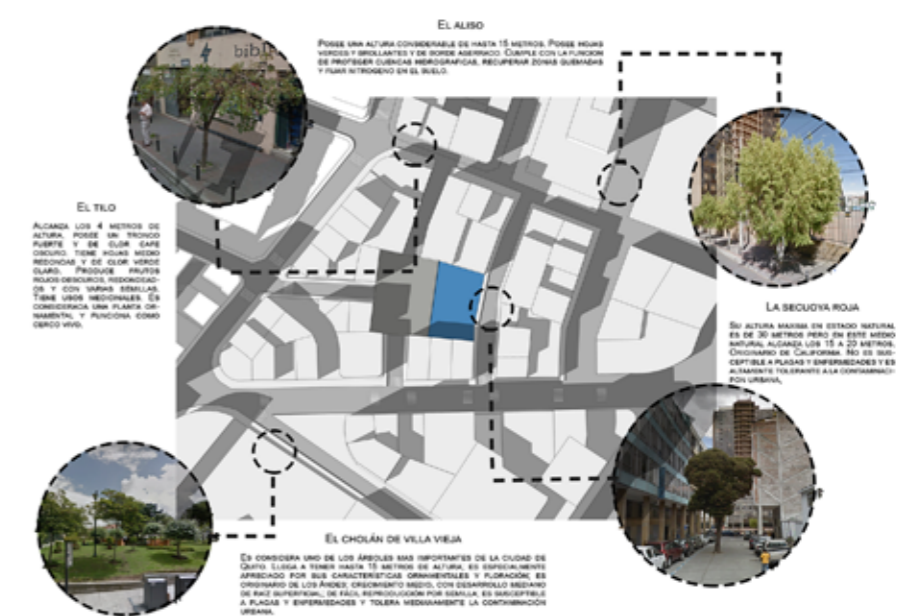 EL ALISO
POSEE UNA ALTURA CONSIDERABLE DE HASTA 15 METROS. POSEE HOJAS
VERDES Y BRILLANTES Y DE BORDE ASERRADO. CUMPLE CON LA FUNCION
DE PROTEGER CUENCAS HIDROGRAFICAS, RECUPERAR ZONAS QUEMADAS
Y FIJAR NITROGENO EN EL SUELO.
bibl
EL TILO
ALCANZA LOS 4 METROS DE
ALTURA. POSEE UN TRONCO
FUERTE Y DE CLOR CAFE
OSCURO. TIENE HOJAS MEDIO
REDONDAS Y DE CLOR VERDE
CLARO. PRODUCE FRUTOS
ROJOS OBSCUROS, REDONDEAD-
OS Y CON VARIAS SEMILLAS.
TIENE USOS MEDICINALES. ES
CONSIDERADA UNA PLANTA OR-
NAMENTAL Y FUNCIONA COMO
CERCO VIVO.
LA SECUOYA ROJA
SU ALTURA MAXIMA EN ESTADO NATURAL
ES DE 30 METROS PERO EN ESTE MEDIO
NATURAL ALCANZA LOS 15 A 20 METROS.
ORIGINARIO DE CALIFORNIA. NO ES SUS-
CEPTIBLE A PLAGAS Y ENFERMEDADES Y ES
ALTAMENTE TOLERANTE A LA CONTAMINACI-
FON URBANA,
EL CHOLÁN DE VILLA VIEJA
ES CONSIDERA UNO DE LOS ÁRBOLES MAS IMPORTANTES DE LA CIUDAD DE
QUITO. LLEGA A TENER HASTA 15 METROS DE ALTURA, ES ESPECIALMENTE
APRECIADO POR SUS CARACTERÍSTICAS ORNAMENTALES Y FLORACIÓN; ES
ORIGINARIO DE LOS ANDES; CRECIMIENTO MEDIO, CON DESARROLLO MEDIANO
DE RAIZ SUPERFICIAL; DE FÁCIL REPRODUCCIÓN POR SEMILLA; ES SUSCEPTIBLE
A PLAGAS Y ENFERMEDADES Y TOLERA MEDIANAMENTE LA CONTAMINACIÓN
URBANA.